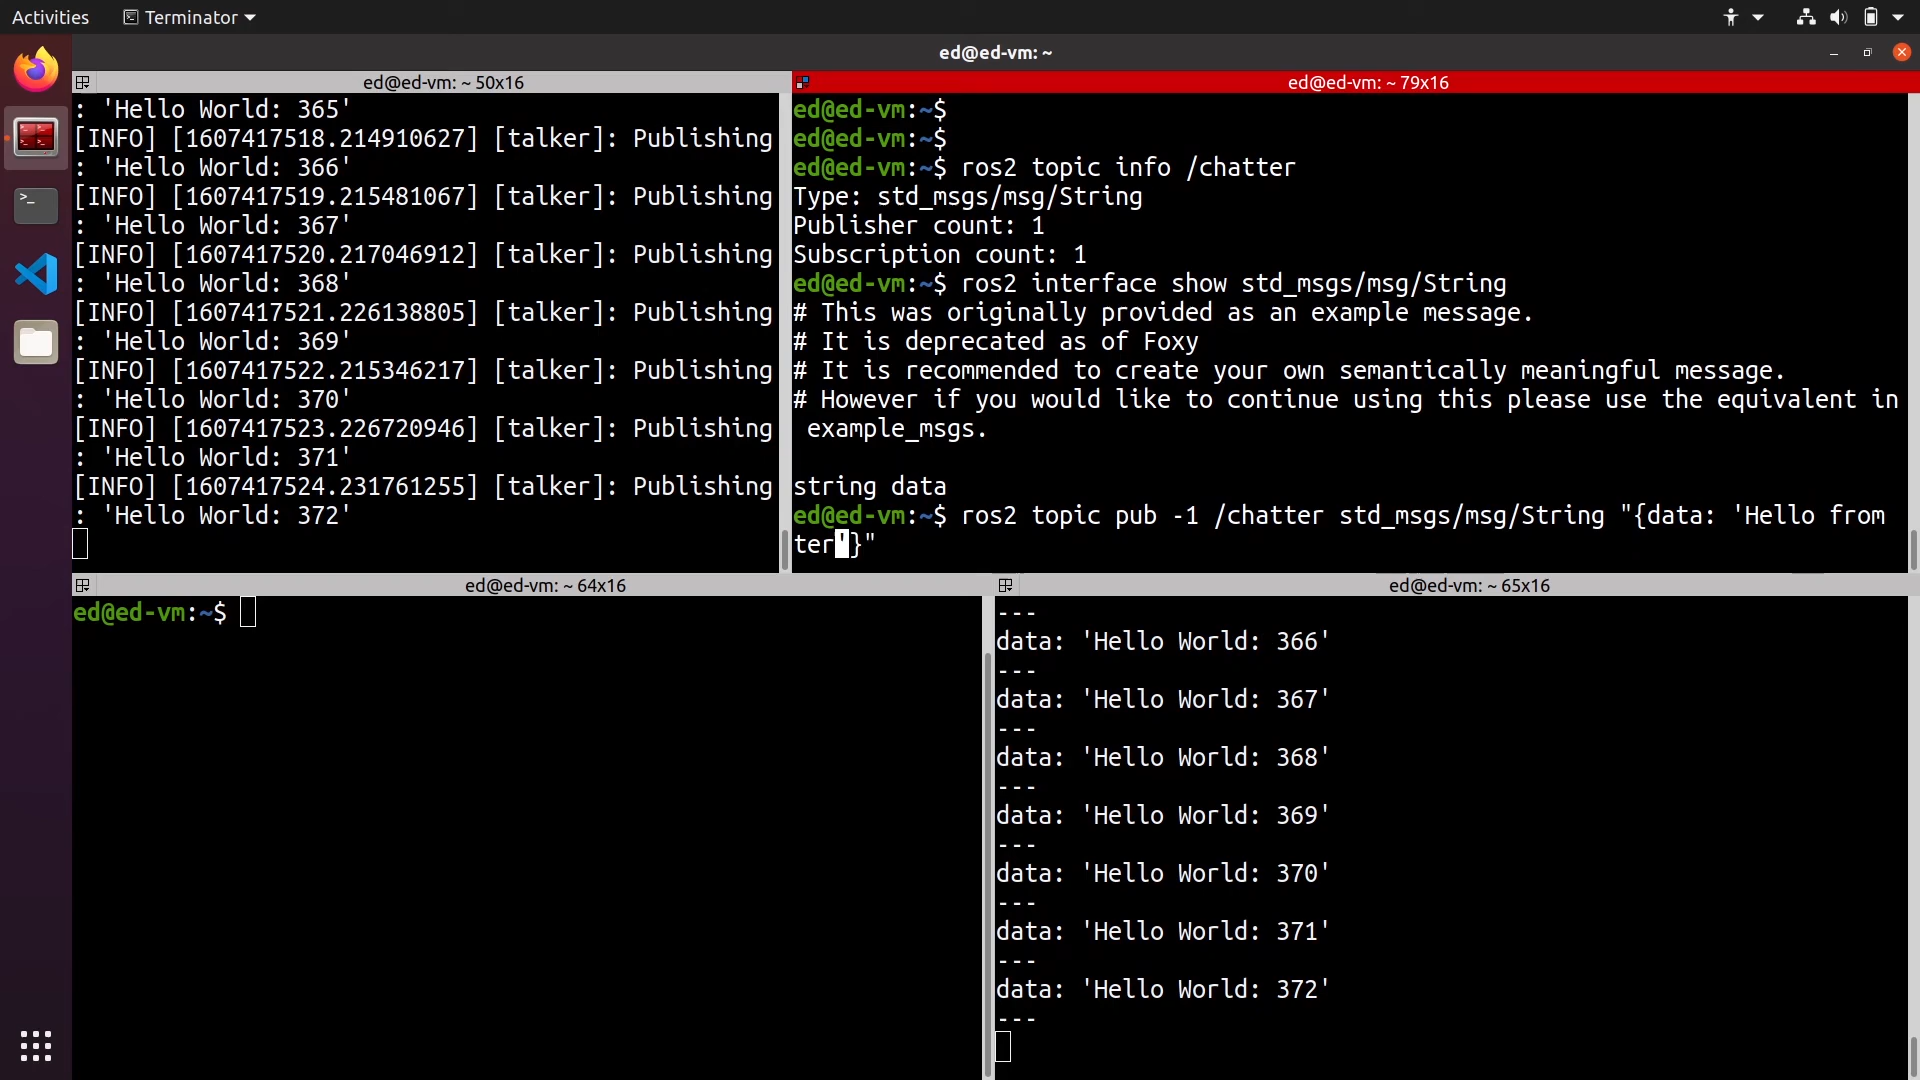 Activities
Terminator
ed@ed-vm: ~
ed@ed-vm: ~ 50x16
: 'Hello World: 365'
[INFO] [1607417518.214910627] [talker]: Publishing
: 'Hello World: 366'
[INFO] [1607417519.215481067] [talker]: Publishing
: 'Hello World: 367'
[INFO] [1607417520.217046912] [talker]: Publishing
: 'Hello World: 368'
[INFO] [1607417521.226138805] [talker]: Publishing
: 'Hello World: 369'
[INFO] [1607417522.215346217] [talker]: Publishing
: 'Hello World: 370'
[INFO] [1607417523.226720946] [talker]: Publishing
: 'Hello World: 371'
[INFO] [1607417524.231761255] [talker]: Publishing
: 'Hello World: 372'
ed@ed-vm: ~ 79x16
ed@ed-vm:~$
ed@ed-vm:~$
ed@ed-vm:~$ ros2 topic info /chatter
Type: std_msgs/msg/String
Publisher count: 1
Subscription count: 1
ed@ed-vm:~$ ros2 interface show std_msgs/msg/String
# This was originally provided as an example message.
# It is deprecated as of Foxy
# It is recommended to create your own semantically meaningful message.
# However if you would like to continue using this please use the equivalent in
 example_msgs.
string data
ed@ed-vm:~$ ros2 topic pub -1 /chatter std_msgs/msg/String "{data: 'Hello from
ter'}"
ed@ed-vm: ~ 64x16
ed@ed-vm:~$
ed@ed-vm: ~ 65x16
---
data: 'Hello World: 366'
---
data: 'Hello World: 367'
---
data: 'Hello World: 368'
---
data: 'Hello World: 369'
---
data: 'Hello World: 370'
---
data: 'Hello World: 371'
---
data: 'Hello World: 372'
---